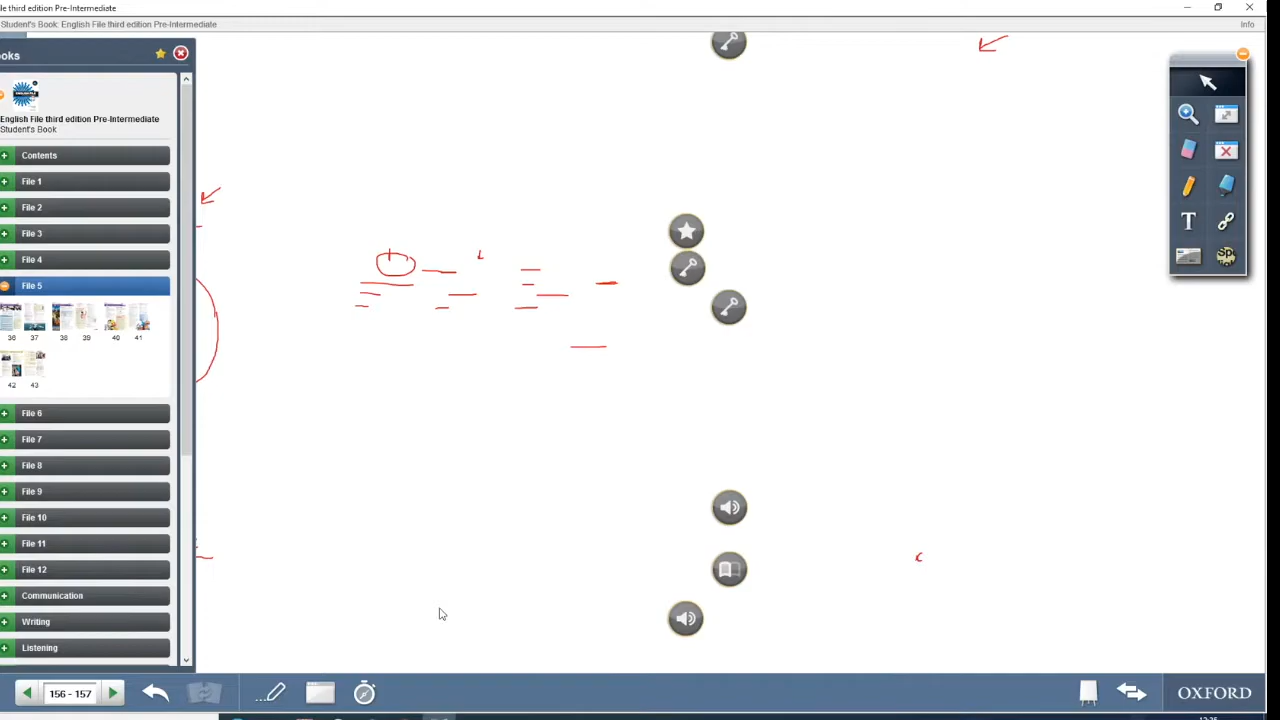 File third edition Pre-Intermediate
Student's Book: English File third edition Pre-Intermediate
Info
ooks
English File third edition Pre-Intermediate
Student's Book
Contents
File 1
File 2
File 3
File 4
File 5
36 37 38 39 40 41
42 43
File 6
File 7
File 8
File 9
File 10
File 11
File 12
Communication
Writing
Listening
T
Sp
156 - 157
OXFORD